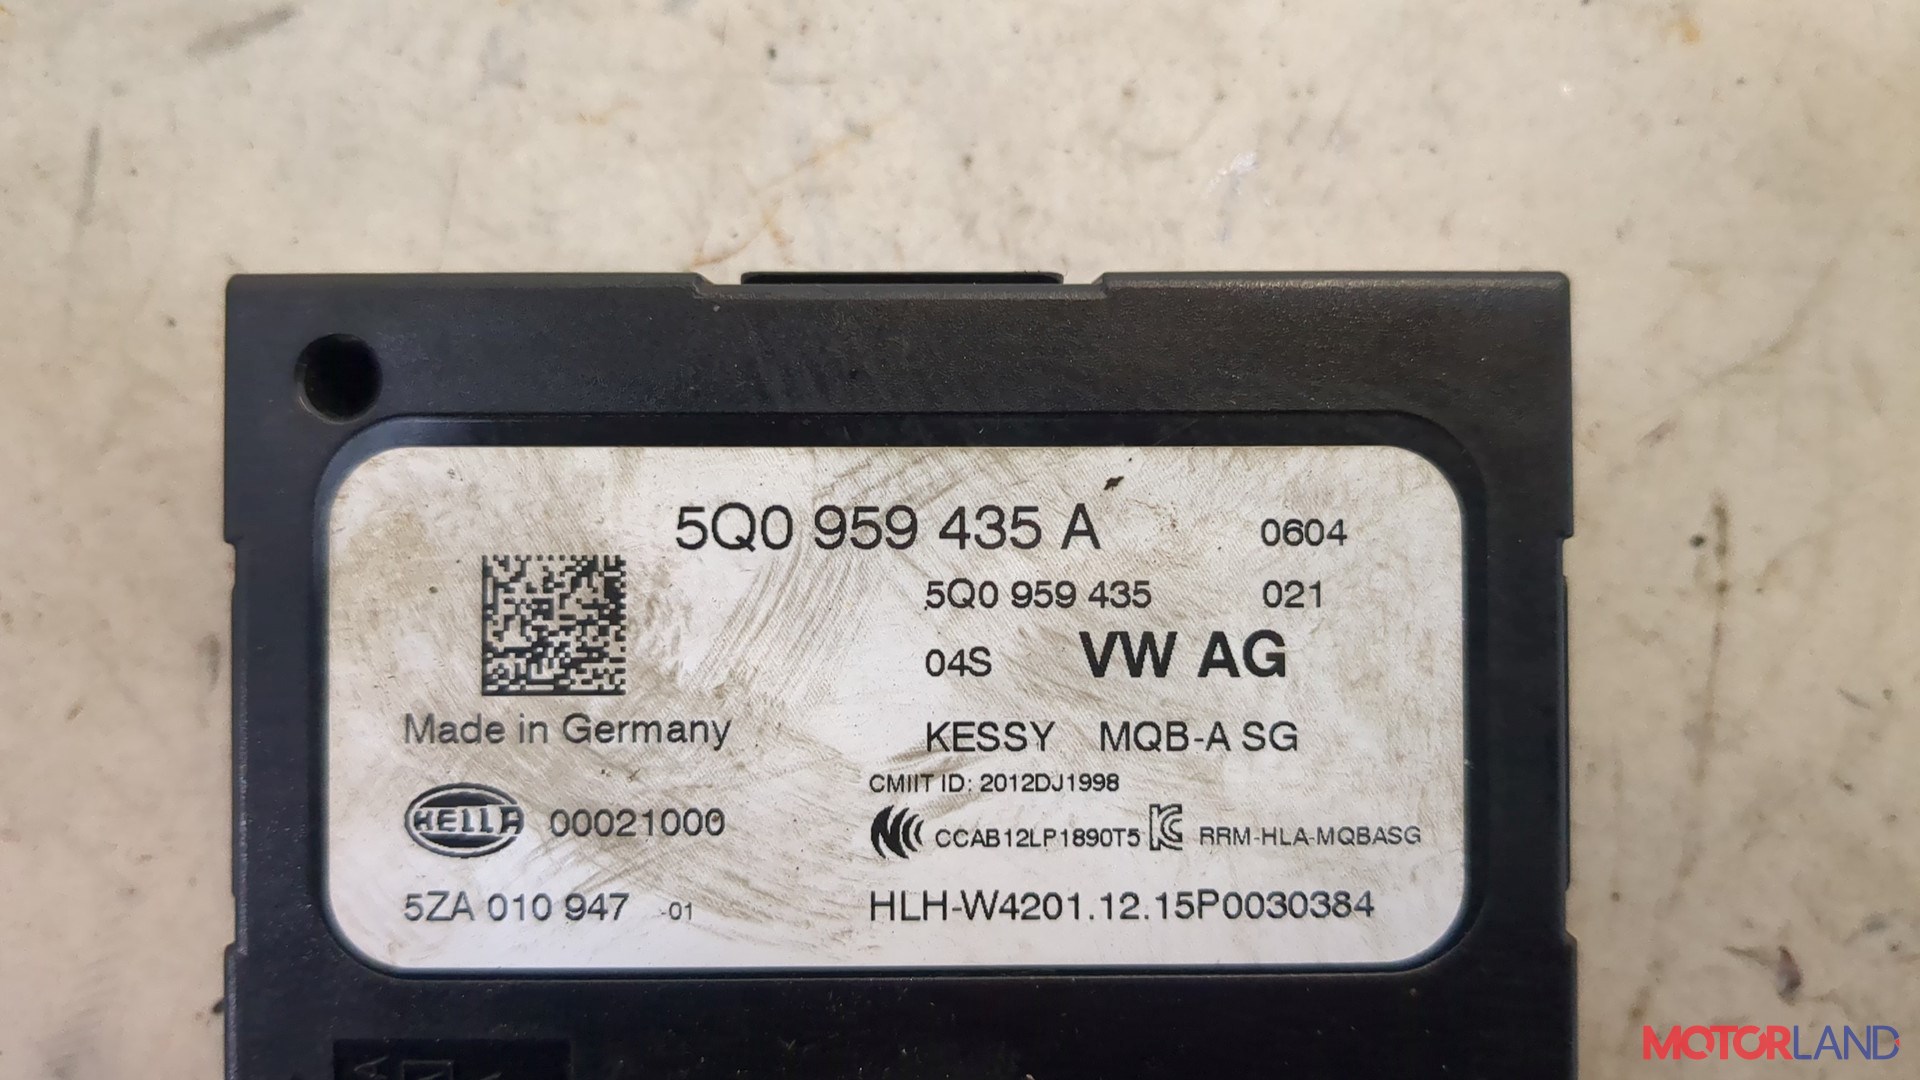 5Q0 959 435 A 0604
5Q0 959 435 021
04S VW AG
Made in Germany
KESSY MQB-A SG
CMIIT ID: 2012DJ1998
HELLA 00021000
CCAB12LP1890T5 RRM-HLA-MQBASG
5ZA 010 947 -01
HLH-W4201.12.15P0030384
MOTORLAND